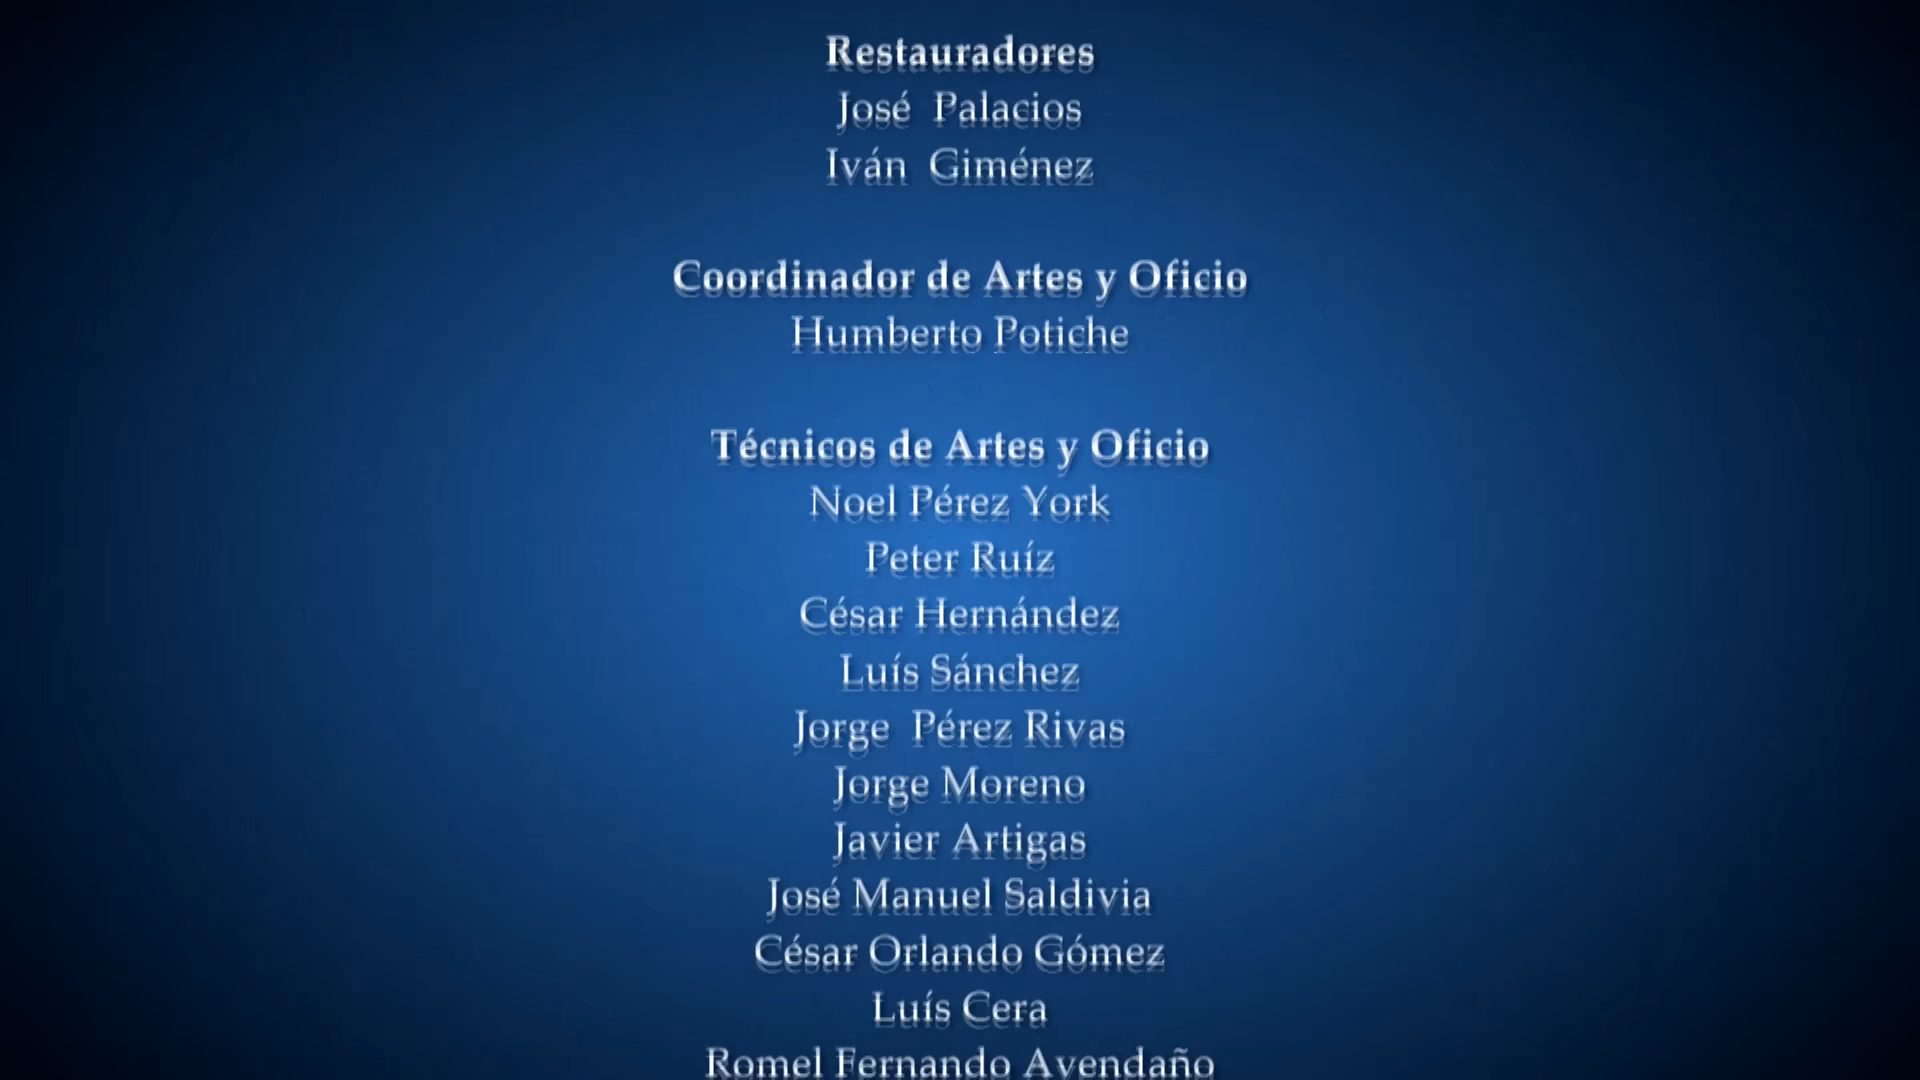 Restauradores
José  Palacios
Iván  Giménez
Coordinador de Artes y Oficio
Humberto Potiche
Técnicos de Artes y Oficio
Noel Pérez York
Peter Ruíz
César Hernández
Luís Sánchez
Jorge  Pérez Rivas
Jorge Moreno
Javier Artigas
José Manuel Saldivia
César Orlando Gómez
Luís Cera
Romel Fernando Avendaño